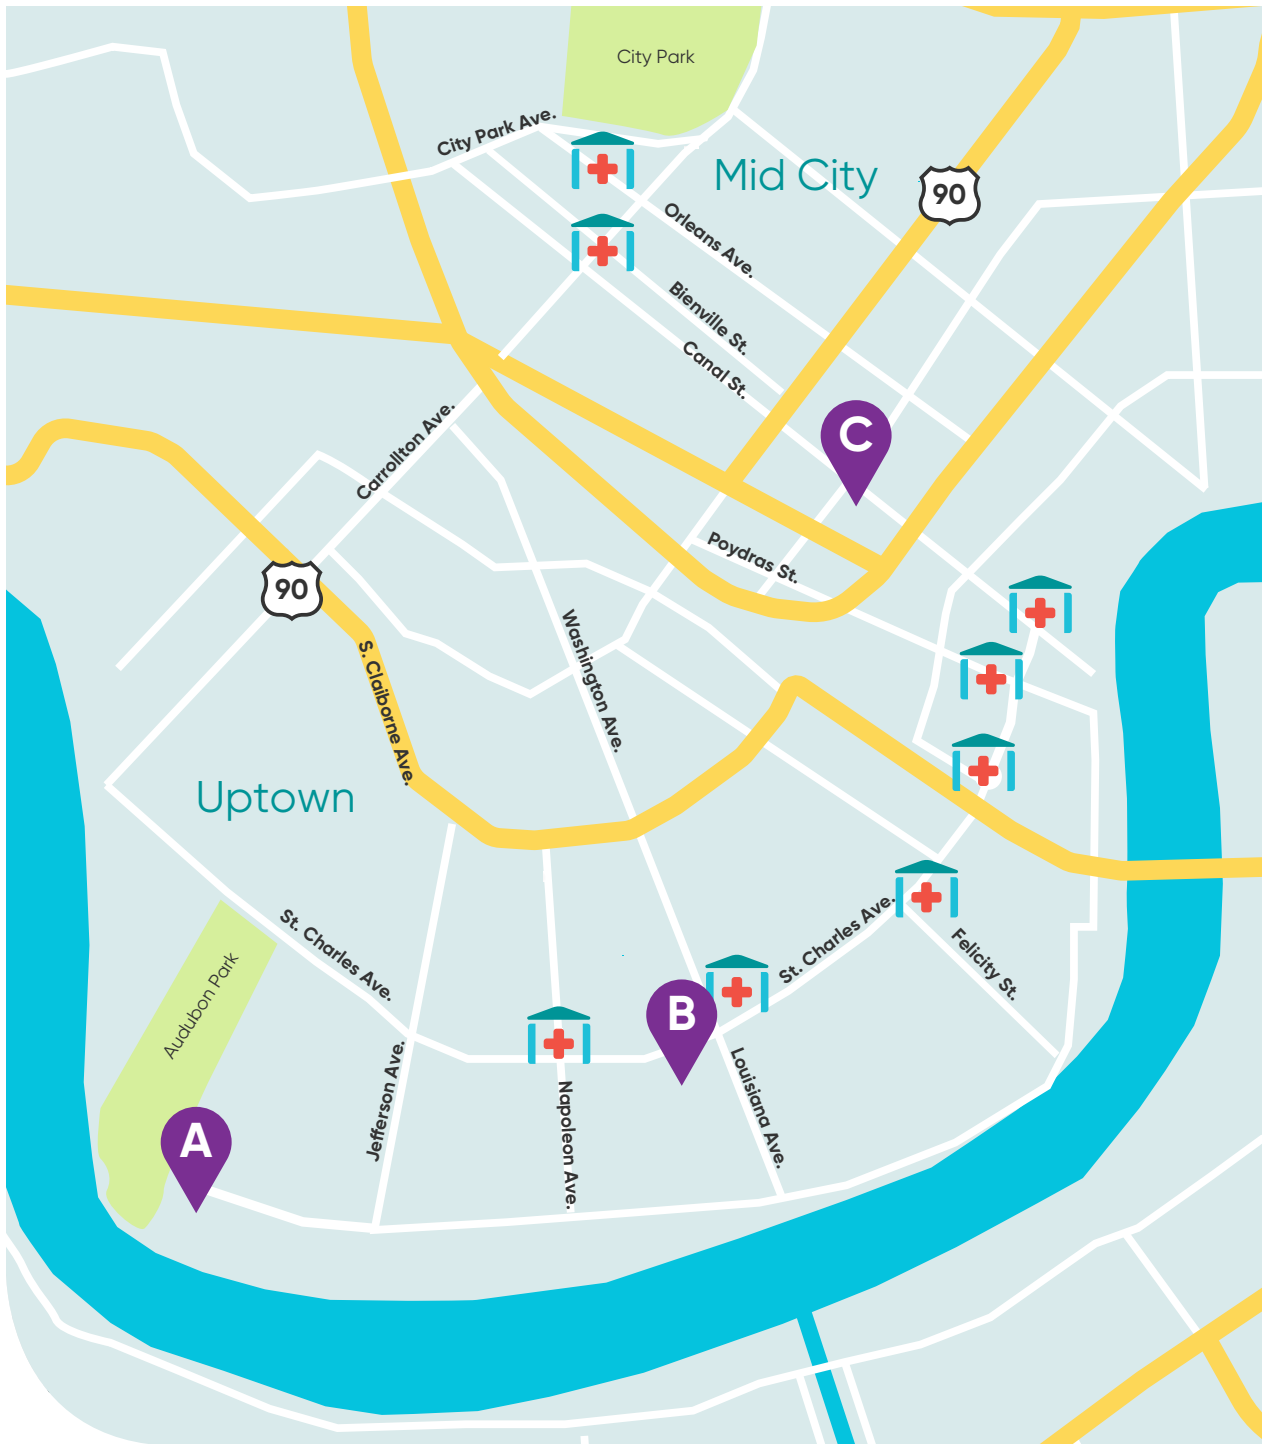 City Park
City Park Ave.
Mid City
90
Orleans Ave.
Bienville St.
Canal St.
Carrollton Ave.
C
Poydras St.
90
Washington Ave.
S. Claiborne Ave.
Uptown
St. Charles Ave.
St. Charles Ave.
Felicity St.
Audubon Park
B
Jefferson Ave.
Napoleon Ave.
Louisiana Ave.
A